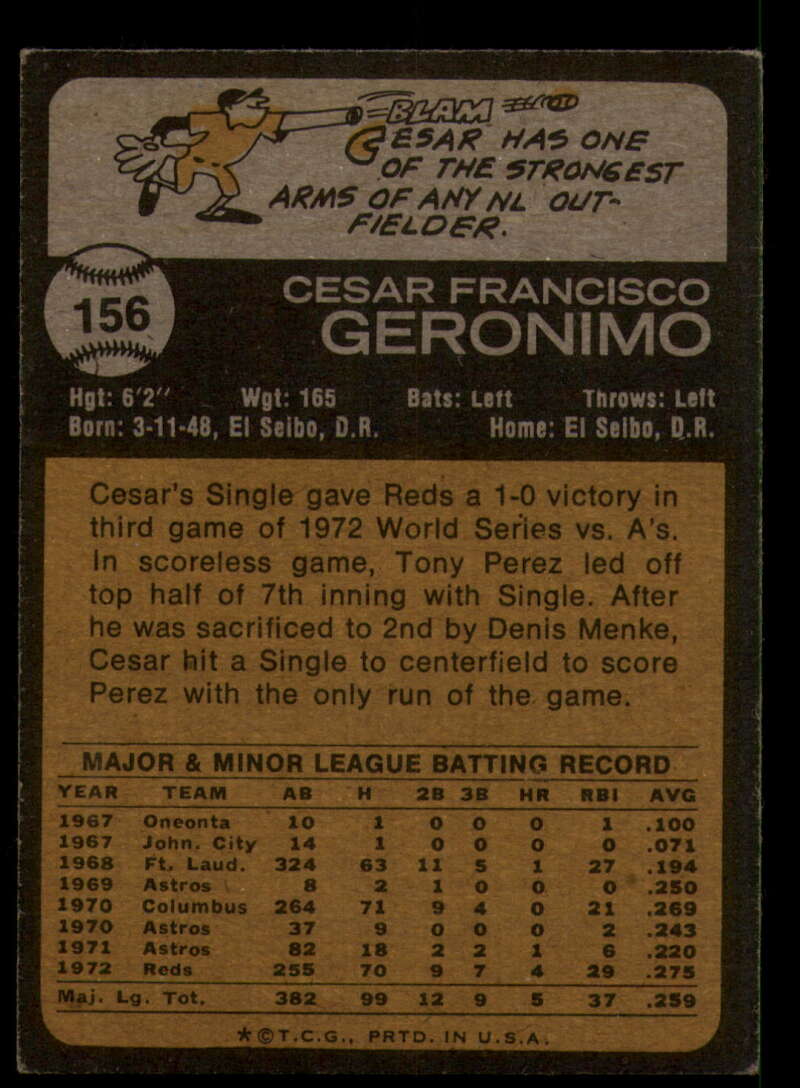 BLAM
CESAR HAS ONE
OF THE STRONGEST
ARMS OF ANY NL OUT-
FIELDER.
156
CESAR FRANCISCO
GERONIMO
Hgt: 6'2" Wgt: 165 Bats: Left Throws: Left
Born: 3-11-48, El Seibo, D.R. Home: El Seibo, D.R.
Cesar's Single gave Reds a 1-0 victory in
third game of 1972 World Series vs. A's.
In scoreless game, Tony Perez led off
top half of 7th inning with Single. After
he was sacrificed to 2nd by Denis Menke,
Cesar hit a Single to centerfield to score
Perez with the only run of the game.
MAJOR & MINOR LEAGUE BATTING RECORD
YEAR TEAM AB H 2B 3B HR RBI AVG
1967 Oneonta 10 1 0 0 0 1 .100
1967 John. City 14 1 0 0 0 0 .071
1968 Ft. Laud. 324 63 11 5 1 27 .194
1969 Astros 8 2 1 0 0 0 .250
1970 Columbus 264 71 9 4 0 21 .269
1970 Astros 37 9 0 0 0 2 .243
1971 Astros 82 18 2 2 1 6 .220
1972 Reds 255 70 9 7 4 29 .275
Maj. Lg. Tot. 382 99 12 9 5 37 .259
*©T.C.G., PRTD. IN U.S.A.